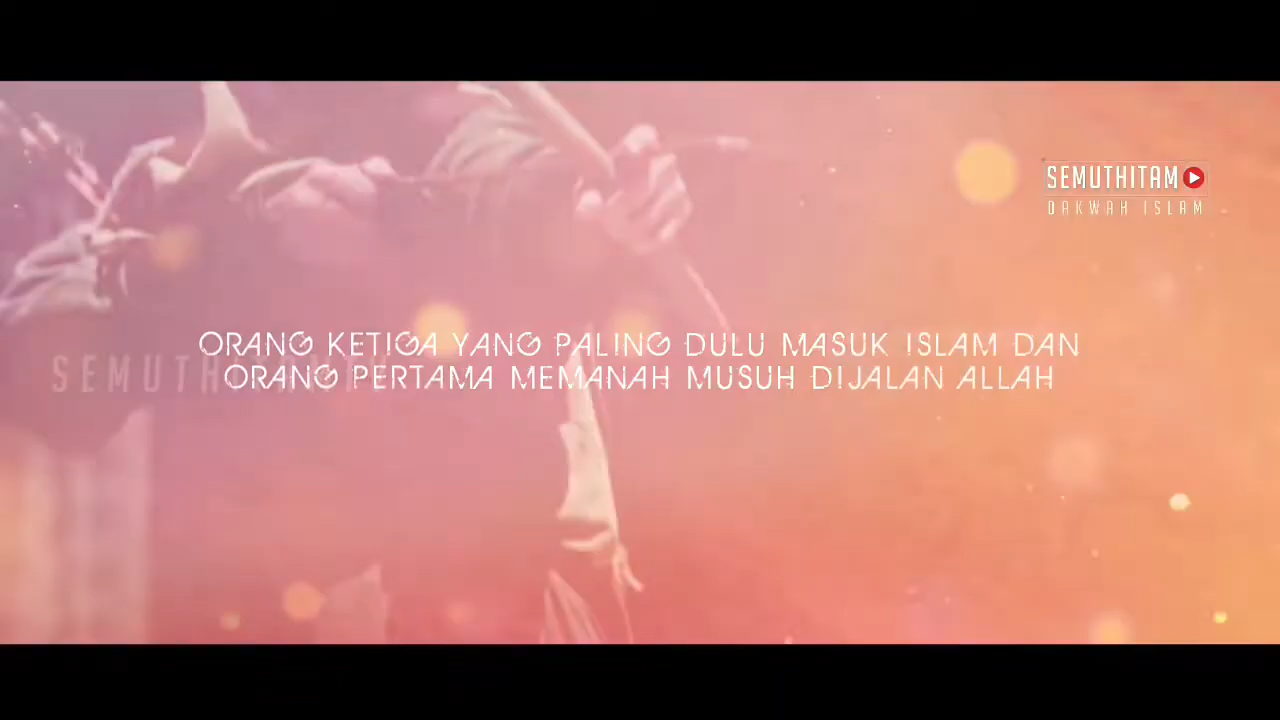 SEMUTHITAM
DAKWAH ISLAM
ORANG KETIGA YANG PALING DULU MASUK ISLAM DAN
ORANG PERTAMA MEMANAH MUSUH DIJALAN ALLAH